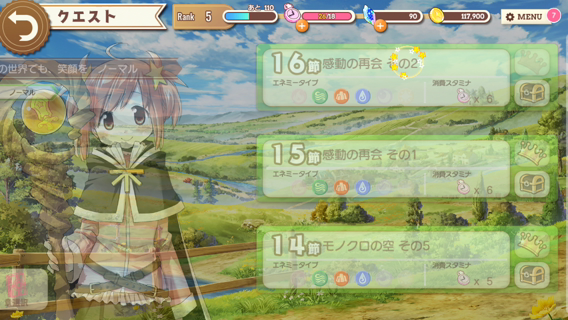 クエスト
Rank 5
あと 110
26/18
90
117,900
MENU
7
の世界でも、笑顔を ノーマル
ノーマル
16節 感動の再会 その2
エネミータイプ
消費スタミナ
x 6
15節 感動の再会 その1
エネミータイプ
消費スタミナ
x 6
14節 モノクロの空 その5
エネミータイプ
消費スタミナ
x 5